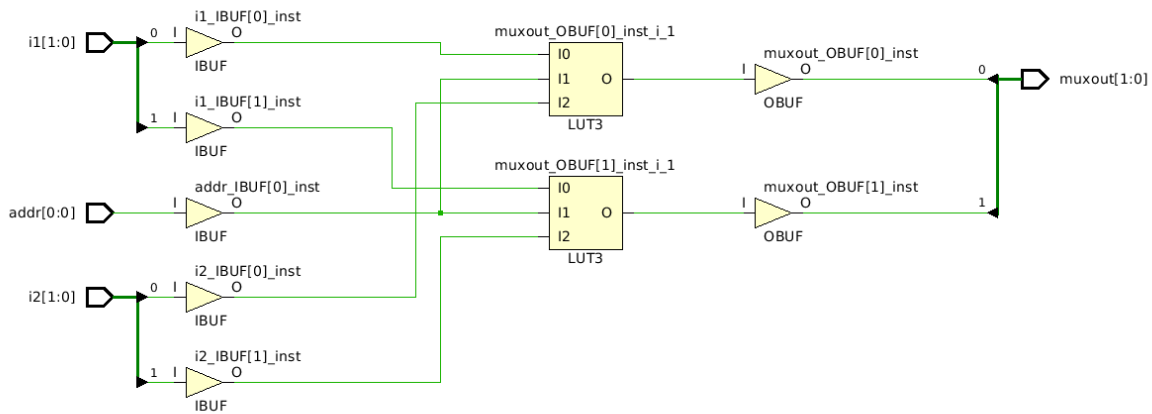 i1_IBUF[0]_inst
i1[1:0]
0
I
O
IBUF
i1_IBUF[1]_inst
1
I
O
IBUF
addr_IBUF[0]_inst
addr[0:0]
I
O
IBUF
i2_IBUF[0]_inst
i2[1:0]
0
I
O
IBUF
i2_IBUF[1]_inst
1
I
O
IBUF
muxout_OBUF[0]_inst_i_1
I0
I1
O
I2
LUT3
muxout_OBUF[1]_inst_i_1
I0
I1
O
I2
LUT3
muxout_OBUF[0]_inst
I
O
OBUF
muxout_OBUF[1]_inst
I
O
OBUF
0
muxout[1:0]
1